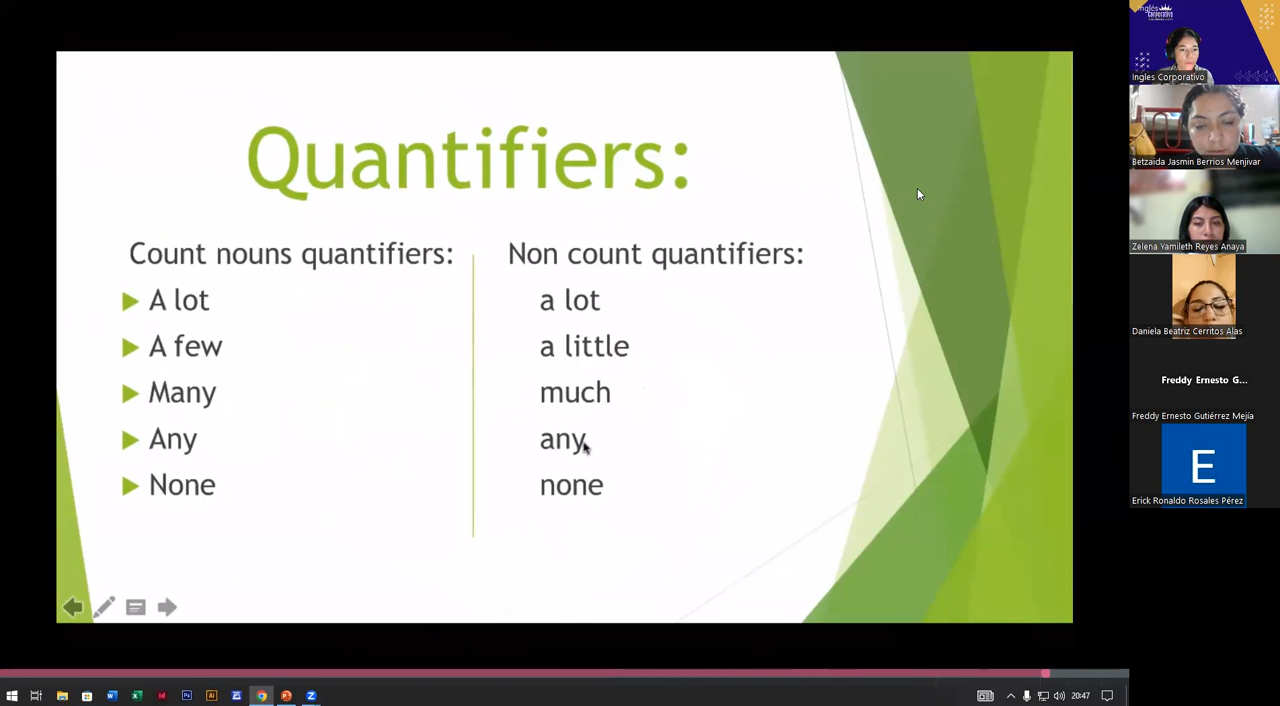 Quantifiers:
Count nouns quantifiers:
A lot
A few
Many
Any
None
Non count quantifiers:
a lot
a little
much
any
none
Inglés
Corporativo
Ingles Corporativo
Betzaida Jasmin Berrios Menjivar
Zelena Yamileth Reyes Anaya
Daniela Beatriz Cerritos Alas
Freddy Ernesto G...
Freddy Ernesto Gutiérrez Mejía
E
Erick Ronaldo Rosales Pérez
20:47